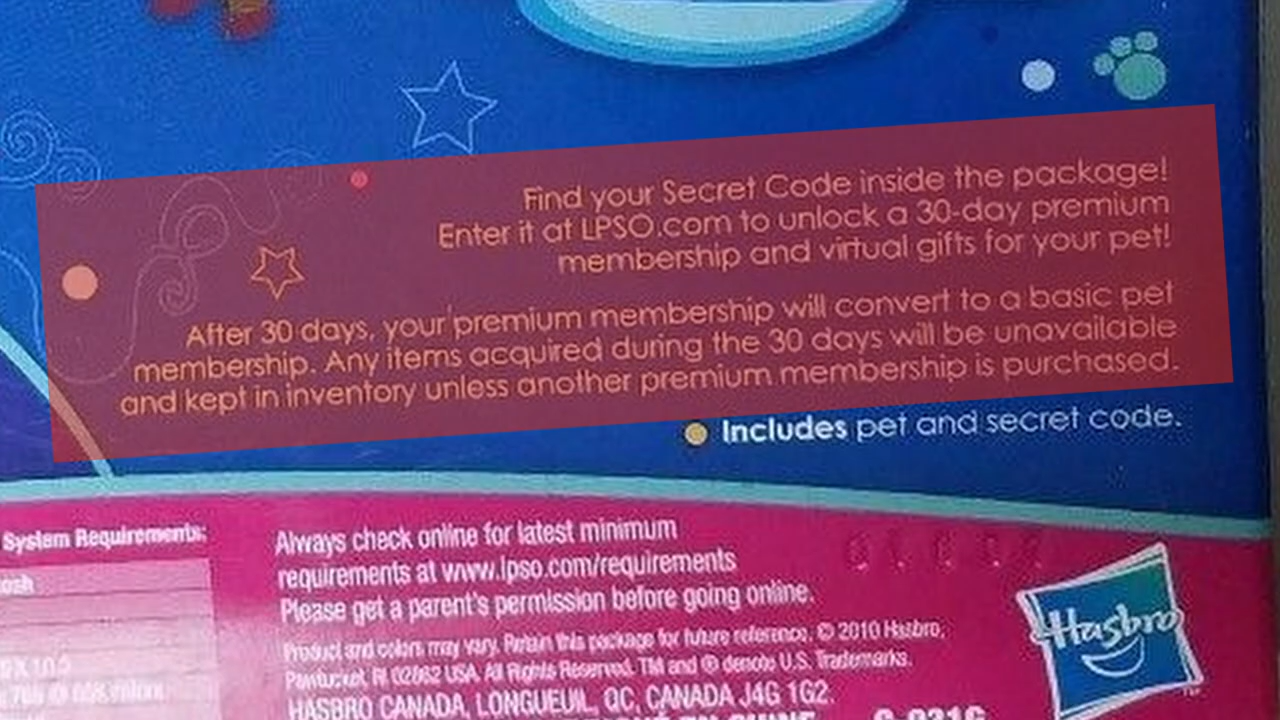 Find your Secret Code inside the package!
Enter it at LPSO.com to unlock a 30-day premium
membership and virtual gifts for your pet!
After 30 days, your premium membership will convert to a basic pet
membership. Any items acquired during the 30 days will be unavailable
and kept in inventory unless another premium membership is purchased.
Includes pet and secret code.
System Requirements:
osh
Always check online for latest minimum
requirements at www.lpso.com/requirements
Please get a parent's permission before going online.
Product and colors may vary. Retain this package for future reference. © 2010 Hasbro,
Pawtucket, RI 02862 USA. All Rights Reserved. TM and ® denote U.S. Trademarks.
HASBRO CANADA, LONGUEUIL, QC, CANADA J4G 1G2.
Hasbro
TM